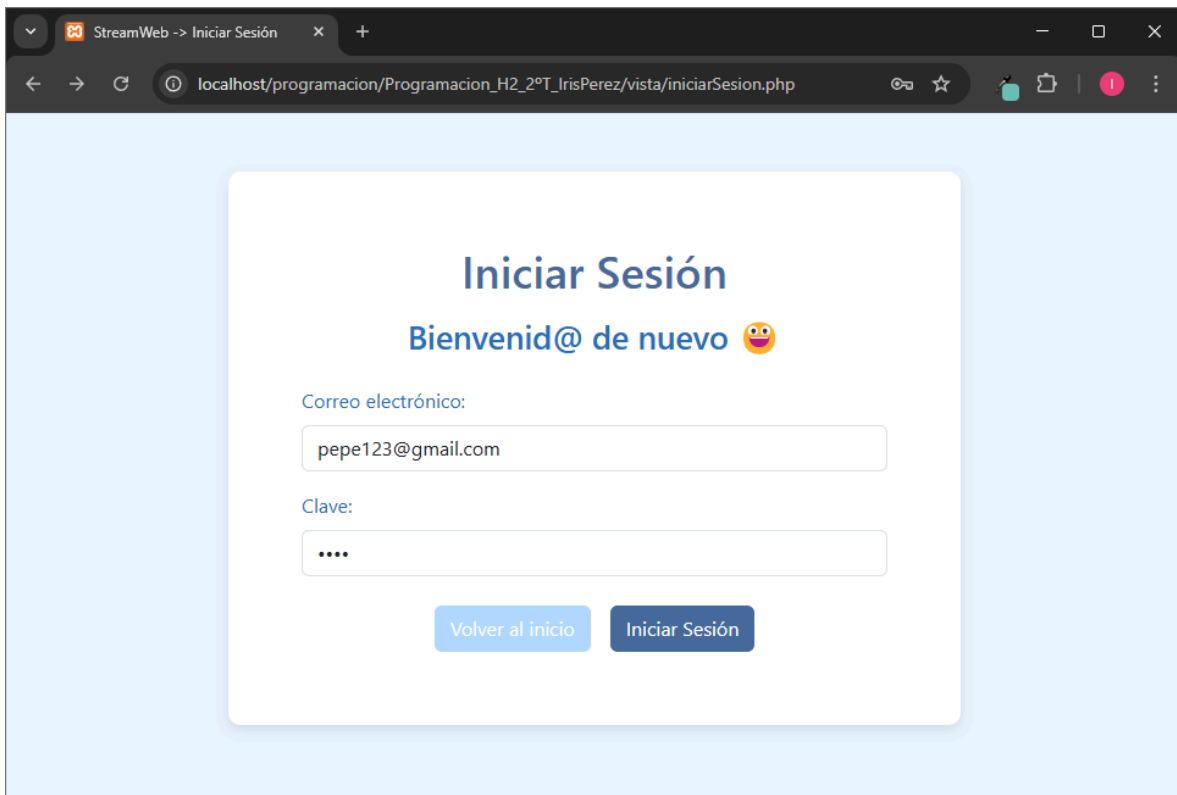 StreamWeb -> Iniciar Sesión
localhost/programacion/Programacion_H2_2ºT_IrisPerez/vista/iniciarSesion.php
I
Iniciar Sesión
Bienvenid@ de nuevo 😀
Correo electrónico:
pepe123@gmail.com
Clave:
••••
Volver al inicio Iniciar Sesión